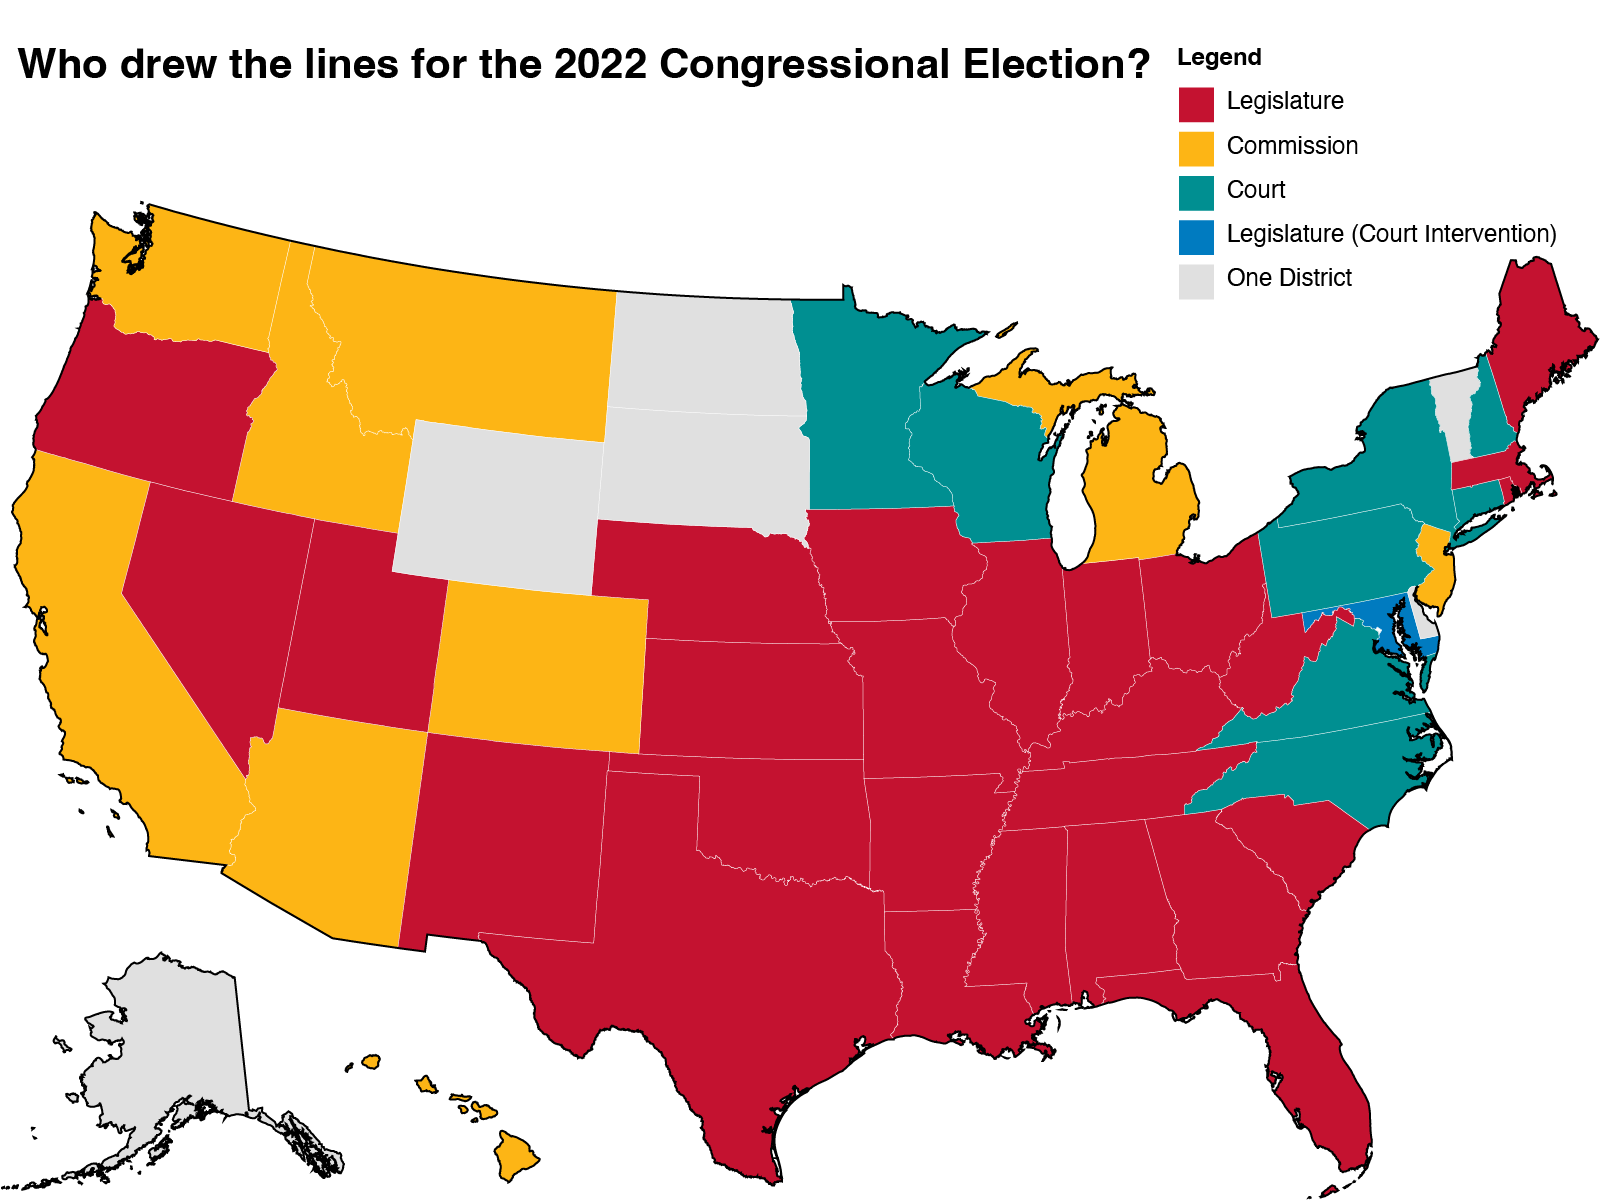 Who drew the lines for the 2022 Congressional Election?
Legend
Legislature
Commission
Court
Legislature (Court Intervention)
One District